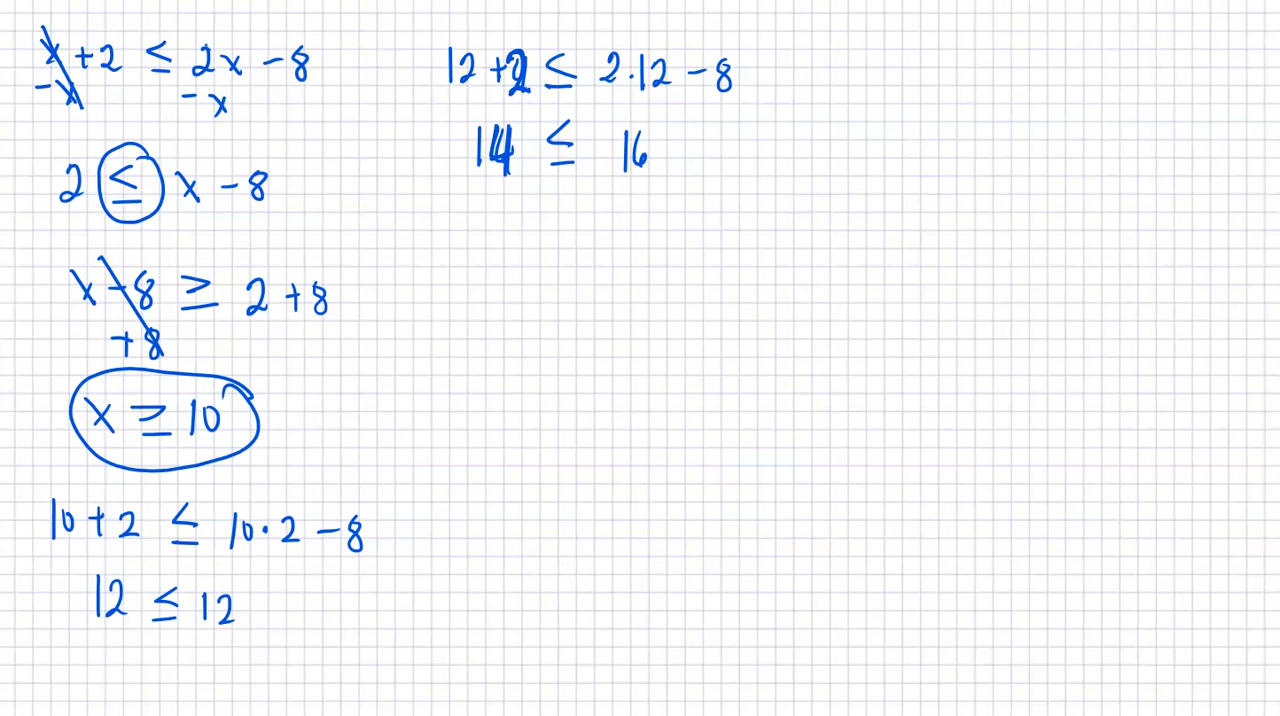 x + 2 ≤ 2x - 8
- x - x
2 ≤ x - 8
x - 8 ≥ 2 + 8
+ 8
x ≥ 10
10 + 2 ≤ 10 · 2 - 8
12 ≤ 12
12 + 2 ≤ 2 · 12 - 8
14 ≤ 16